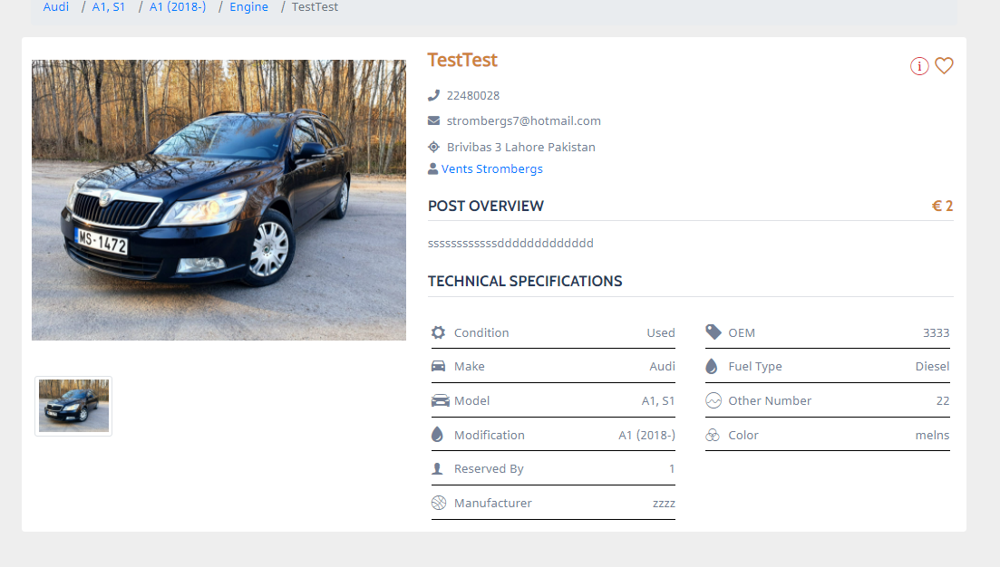 Audi / A1, S1 / A1 (2018-) / Engine / TestTest
TestTest
22480028
strombergs7@hotmail.com
Brivibas 3 Lahore Pakistan
Vents Strombergs
POST OVERVIEW € 2
ssssssssssssddddddddddddd
TECHNICAL SPECIFICATIONS
Condition Used
Make Audi
Model A1, S1
Modification A1 (2018-)
Reserved By 1
Manufacturer zzzz
OEM 3333
Fuel Type Diesel
Other Number 22
Color melns
MS-1472